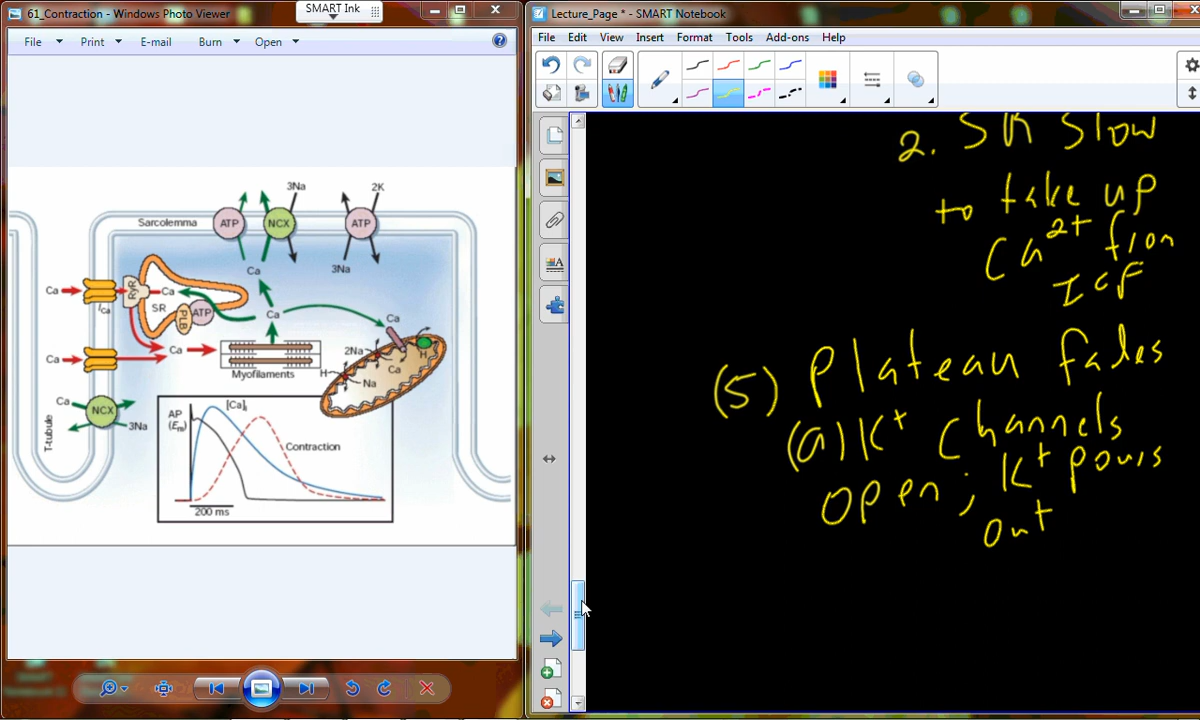 61_Contraction - Windows Photo Viewer
SMART Ink
File Print E-mail Burn Open
3Na
2K
Sarcolemma
ATP
NCX
ATP
Ca
3Na
Ca
RyR
Ca
ICa
SR
ATP
PLB
Ca
Ca
2Na
H
Ca
Ca
Ca
Myofilaments
H
Na
Ca
NCX
3Na
T-tubule
AP
(Em)
[Ca]i
Contraction
200 ms
Lecture_Page * - SMART Notebook
File Edit View Insert Format Tools Add-ons Help
2. SR slow
to take up
Ca2+ from
ICF
(5) Plateau fades
(a) K+ channels
open; K+ pours
out